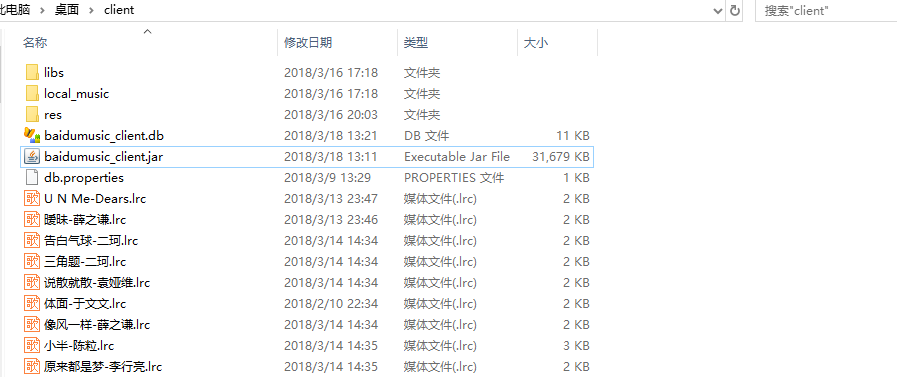 此电脑 > 桌面 > client 搜索"client"
名称 修改日期 类型 大小
libs 2018/3/16 17:18 文件夹
local_music 2018/3/16 17:18 文件夹
res 2018/3/16 20:03 文件夹
baidumusic_client.db 2018/3/18 13:21 DB 文件 11 KB
baidumusic_client.jar 2018/3/18 13:11 Executable Jar File 31,679 KB
db.properties 2018/3/9 13:29 PROPERTIES 文件 1 KB
歌 U N Me-Dears.lrc 2018/3/13 23:47 媒体文件(.lrc) 2 KB
歌 暧昧-薛之谦.lrc 2018/3/13 23:46 媒体文件(.lrc) 2 KB
歌 告白气球-二珂.lrc 2018/3/14 14:34 媒体文件(.lrc) 2 KB
歌 三角题-二珂.lrc 2018/3/14 14:34 媒体文件(.lrc) 2 KB
歌 说散就散-袁娅维.lrc 2018/3/14 14:34 媒体文件(.lrc) 2 KB
歌 体面-于文文.lrc 2018/2/10 22:34 媒体文件(.lrc) 2 KB
歌 像风一样-薛之谦.lrc 2018/3/14 14:34 媒体文件(.lrc) 2 KB
歌 小半-陈粒.lrc 2018/3/14 14:35 媒体文件(.lrc) 3 KB
歌 原来都是梦-李行亮.lrc 2018/3/14 14:35 媒体文件(.lrc) 2 KB